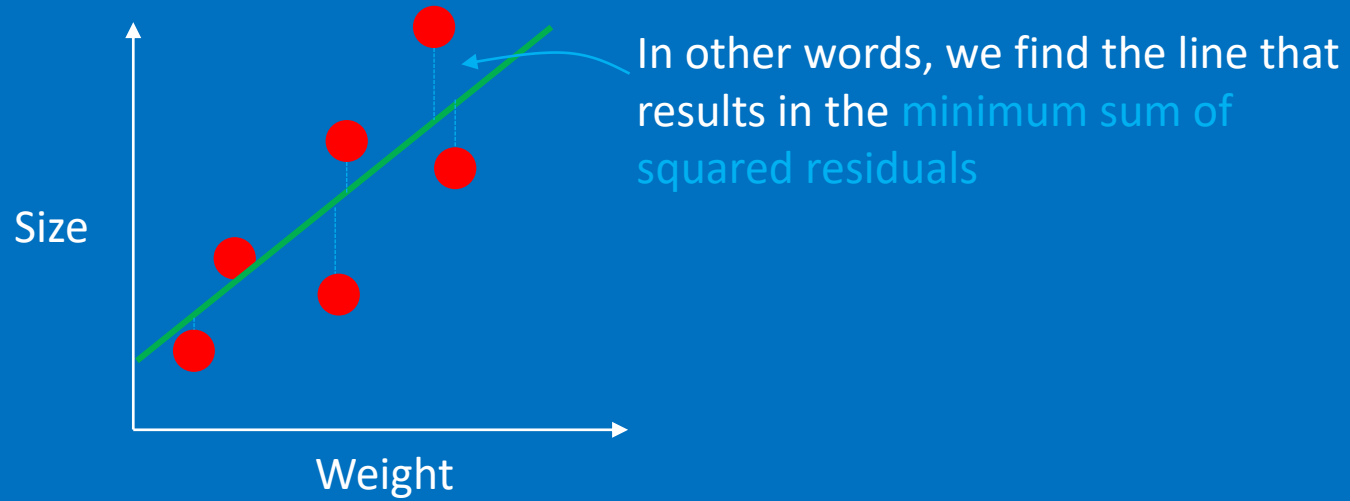 In other words, we find the line that
results in the minimum sum of
squared residuals
Size
Weight